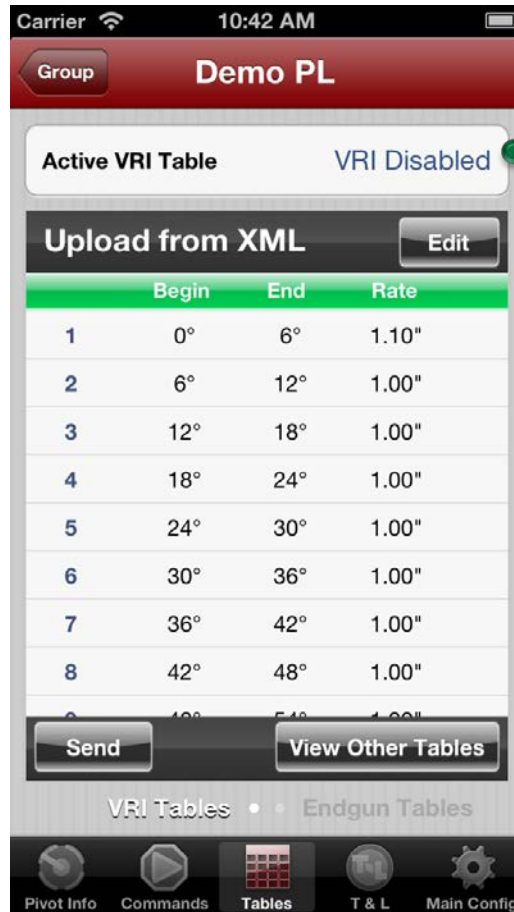 Carrier 10:42 AM
Group Demo PL
Active VRI Table VRI Disabled
Upload from XML Edit
Begin End Rate
1 0° 6° 1.10"
2 6° 12° 1.00"
3 12° 18° 1.00"
4 18° 24° 1.00"
5 24° 30° 1.00"
6 30° 36° 1.00"
7 36° 42° 1.00"
8 42° 48° 1.00"
Send View Other Tables
VRI Tables Endgun Tables
Pivot Info Commands Tables T & L Main Config